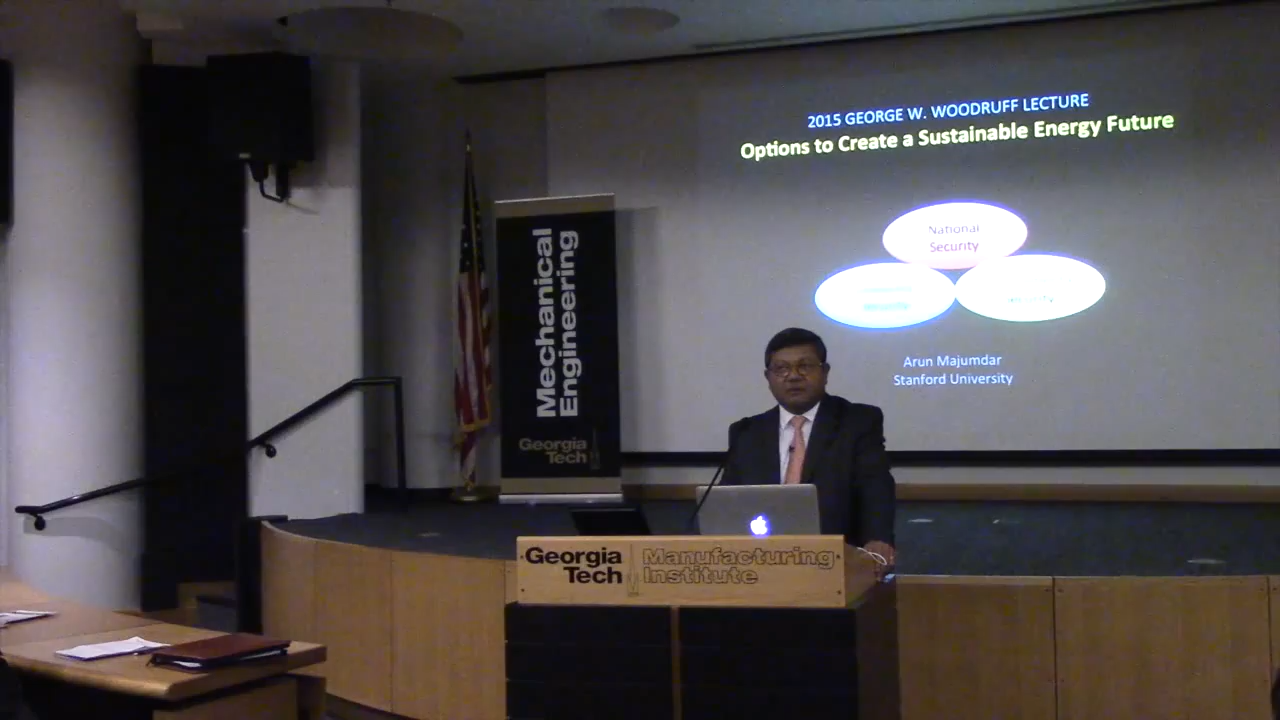 2015 GEORGE W. WOODRUFF LECTURE
Options to Create a Sustainable Energy Future
National
Security
Security
Arun Majumdar
Stanford University
Mechanical
Engineering
Georgia
Tech
Georgia
Tech
Manufacturing
Institute